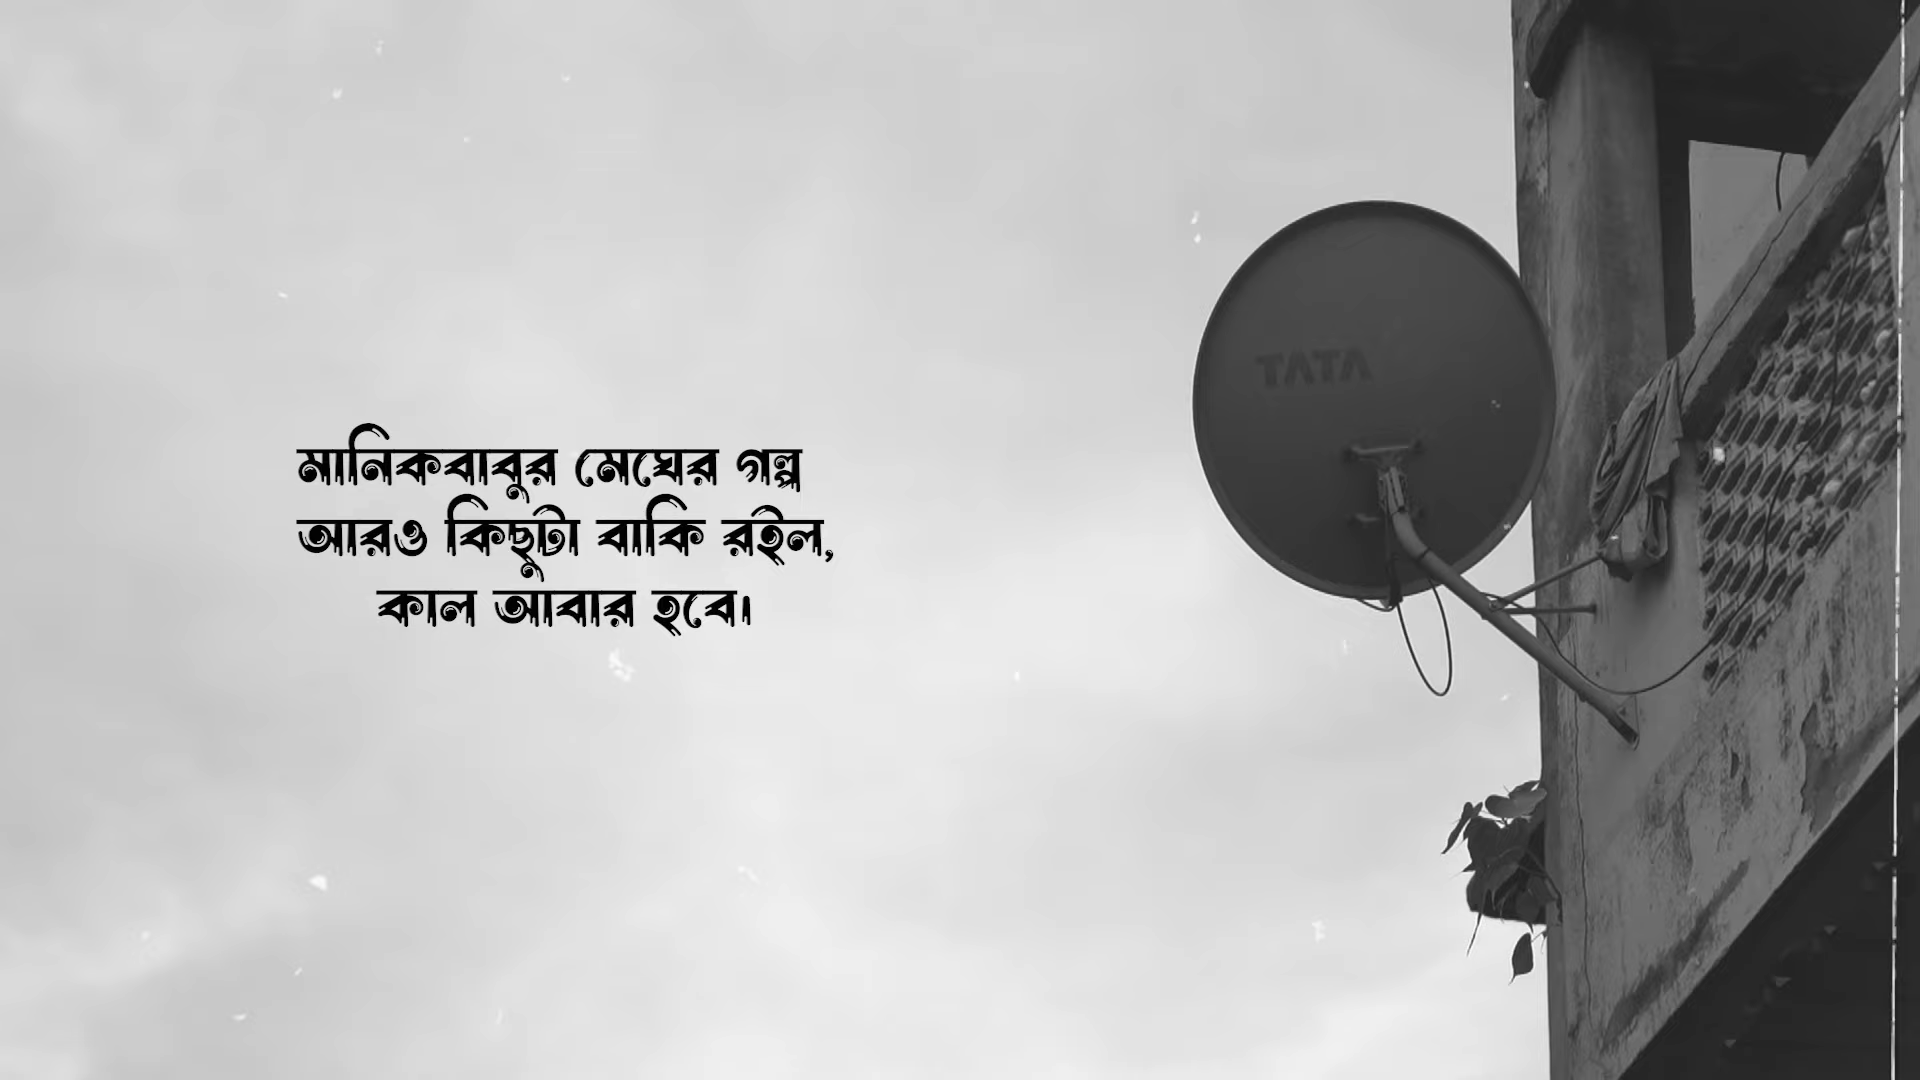 মানিকবাবুর মেঘের গল্প
আরও কিছুটা বাকি রইল,
কাল আবার হবে।
TATA